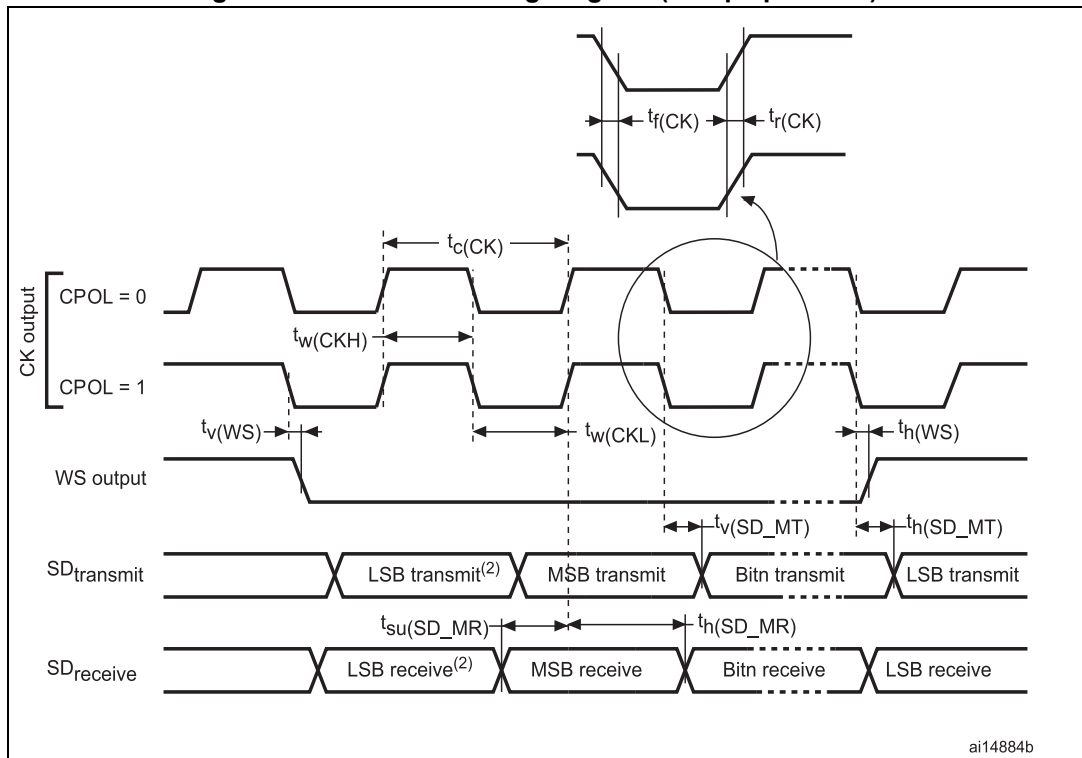 tf(CK)
tr(CK)
tc(CK)
CK output
CPOL = 0
tw(CKH)
CPOL = 1
tv(WS)
tw(CKL)
th(WS)
WS output
tv(SD_MT)
th(SD_MT)
SDtransmit
LSB transmit(2)
MSB transmit
Bitn transmit
LSB transmit
tsu(SD_MR)
th(SD_MR)
SDreceive
LSB receive(2)
MSB receive
Bitn receive
LSB receive
ai14884b